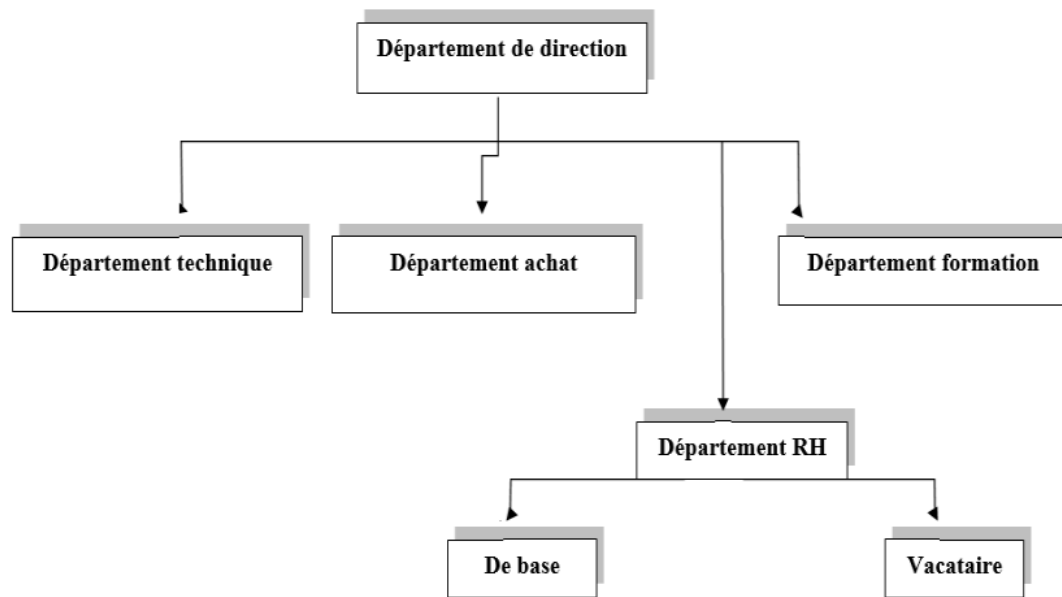 Département de direction
Département technique
Département achat
Département formation
Département RH
De base
Vacataire